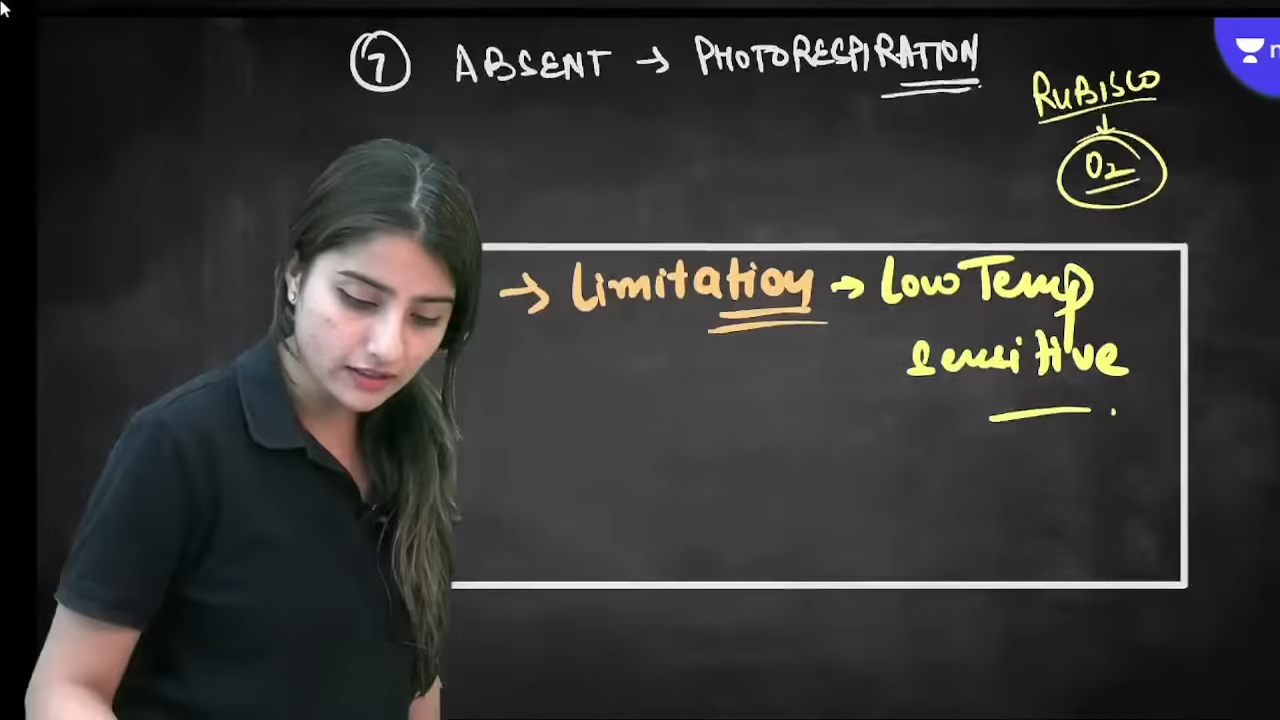 7 ABSENT → PHOTORESPIRATION
RUBISCO
↓
O2
→ Limitation → Low Temp
sensitive